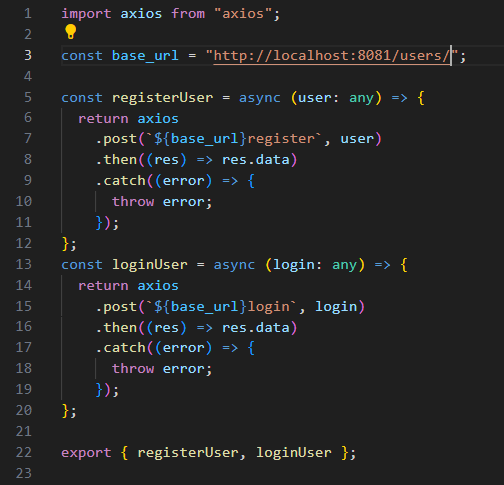 1 import axios from "axios";
2
3 const base_url = "http://localhost:8081/users/";
4
5 const registerUser = async (user: any) => {
6   return axios
7     .post(`${base_url}register`, user)
8     .then((res) => res.data)
9     .catch((error) => {
10       throw error;
11     });
12 };
13 const loginUser = async (login: any) => {
14   return axios
15     .post(`${base_url}login`, login)
16     .then((res) => res.data)
17     .catch((error) => {
18       throw error;
19     });
20 };
21
22 export { registerUser, loginUser };
23